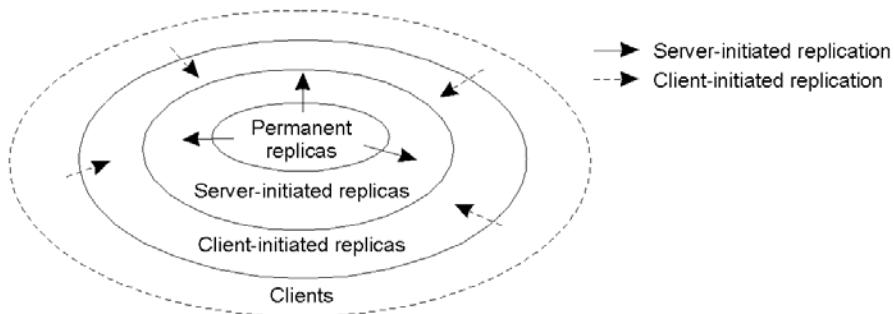 Server-initiated replication
Client-initiated replication
Permanent
replicas
Server-initiated replicas
Client-initiated replicas
Clients